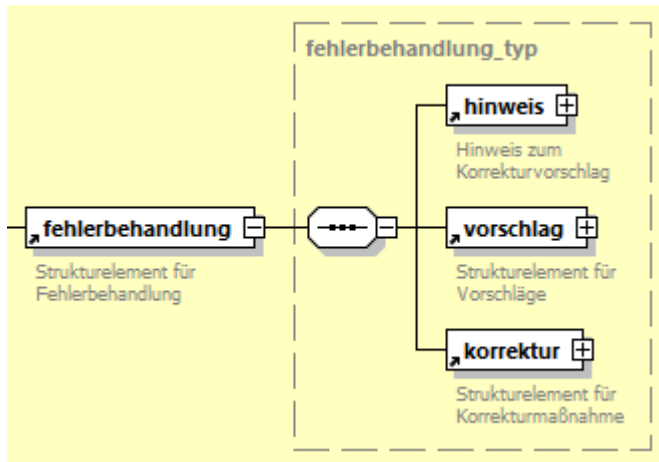 fehlerbehandlung_typ
hinweis
Hinweis zum
Korrekturvorschlag
fehlerbehandlung
Strukturelement für
Fehlerbehandlung
vorschlag
Strukturelement für
Vorschläge
korrektur
Strukturelement für
Korrekturmaßnahme